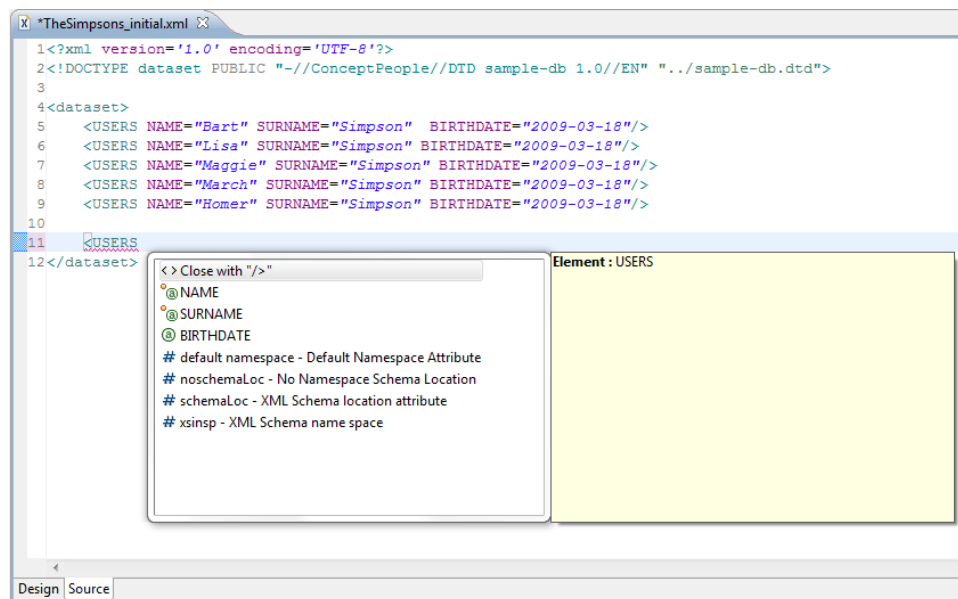 *TheSimpsons_initial.xml
1<?xml version='1.0' encoding='UTF-8'?>
2<!DOCTYPE dataset PUBLIC "-//ConceptPeople//DTD sample-db 1.0//EN" "../sample-db.dtd">
3
4<dataset>
5 <USERS NAME="Bart" SURNAME="Simpson"  BIRTHDATE="2009-03-18"/>
6 <USERS NAME="Lisa" SURNAME="Simpson" BIRTHDATE="2009-03-18"/>
7 <USERS NAME="Maggie" SURNAME="Simpson" BIRTHDATE="2009-03-18"/>
8 <USERS NAME="March" SURNAME="Simpson" BIRTHDATE="2009-03-18"/>
9 <USERS NAME="Homer" SURNAME="Simpson" BIRTHDATE="2009-03-18"/>
10
11 <USERS
12</dataset>
<> Close with "/>"
NAME
SURNAME
BIRTHDATE
# default namespace - Default Namespace Attribute
# noschemaLoc - No Namespace Schema Location
# schemaLoc - XML Schema location attribute
# xsinsp - XML Schema name space
Element : USERS
Design Source